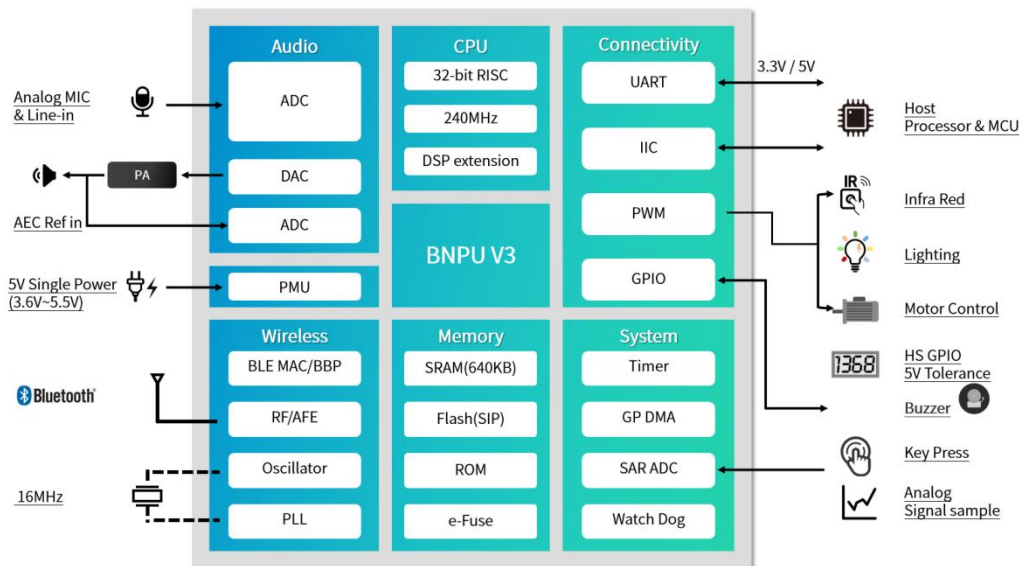 Audio
ADC
DAC
ADC
PMU
CPU
32-bit RISC
240MHz
DSP extension
BNPU V3
Connectivity
UART
IIC
PWM
GPIO
Wireless
BLE MAC/BBP
RF/AFE
Oscillator
PLL
Memory
SRAM(640KB)
Flash(SIP)
ROM
e-Fuse
System
Timer
GP DMA
SAR ADC
Watch Dog
Analog MIC
& Line-in
PA
AEC Ref in
5V Single Power
(3.6V~5.5V)
Bluetooth
16MHz
3.3V / 5V
Host
Processor & MCU
IR
Infra Red
Lighting
Motor Control
1368
HS GPIO
5V Tolerance
Buzzer
Key Press
Analog
Signal sample